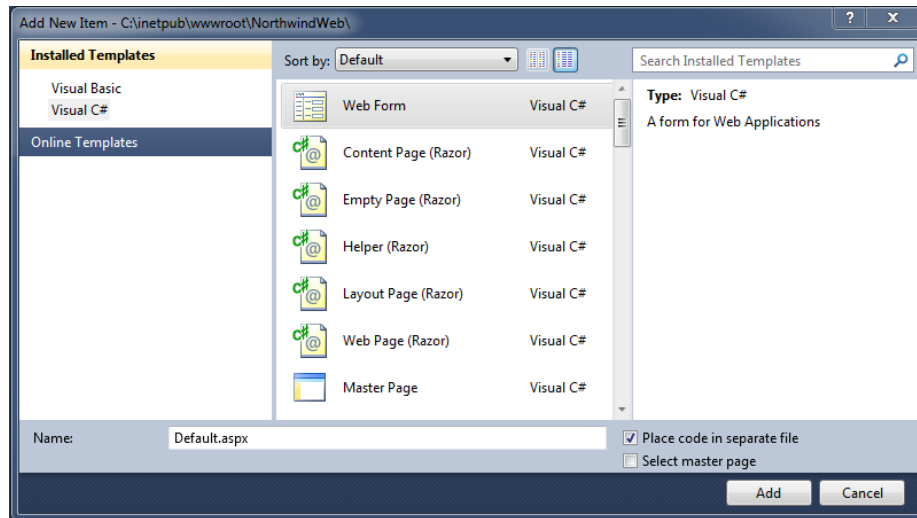 Add New Item - C:\inetpub\wwwroot\NorthwindWeb\
Installed Templates
Visual Basic
Visual C#
Online Templates
Sort by: Default
Web Form Visual C#
Content Page (Razor) Visual C#
Empty Page (Razor) Visual C#
Helper (Razor) Visual C#
Layout Page (Razor) Visual C#
Web Page (Razor) Visual C#
Master Page Visual C#
Search Installed Templates
Type: Visual C#
A form for Web Applications
Name: Default.aspx
Place code in separate file
Select master page
Add Cancel